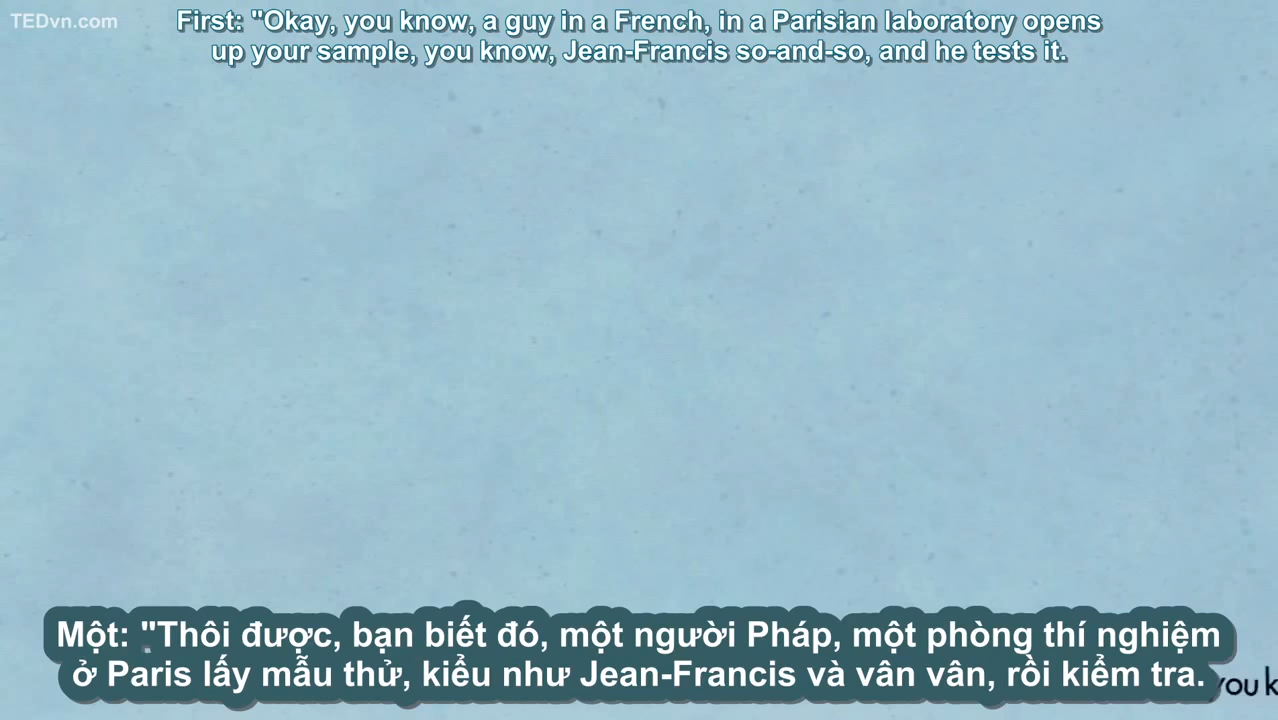 TEDvn.com
First: "Okay, you know, a guy in a French, in a Parisian laboratory opens
up your sample, you know, Jean-Francis so-and-so, and he tests it.
Một: "Thôi được, bạn biết đó, một người Pháp, một phòng thí nghiệm
ở Paris lấy mẫu thử, kiểu như Jean-Francis và vân vân, rồi kiểm tra.
you k